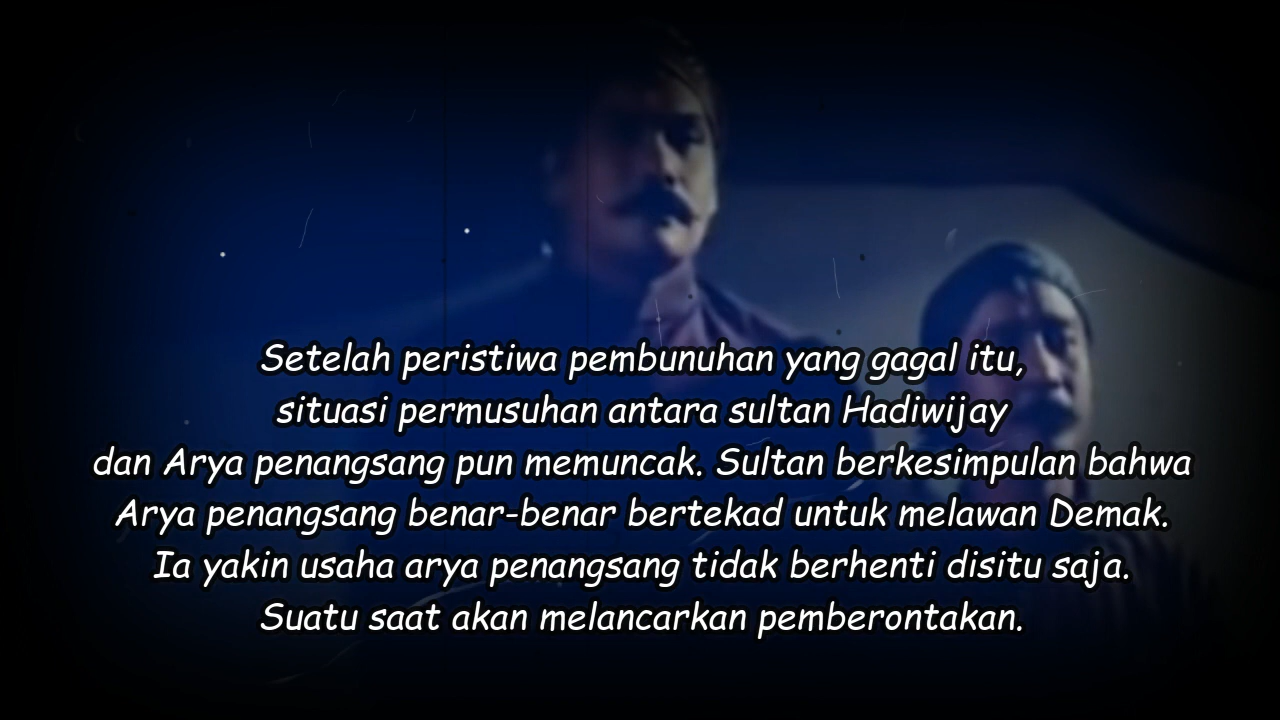 Setelah peristiwa pembunuhan yang gagal itu,
situasi permusuhan antara sultan Hadiwijay
dan Arya penangsang pun memuncak. Sultan berkesimpulan bahwa
Arya penangsang benar-benar bertekad untuk melawan Demak.
Ia yakin usaha arya penangsang tidak berhenti disitu saja.
Suatu saat akan melancarkan pemberontakan.